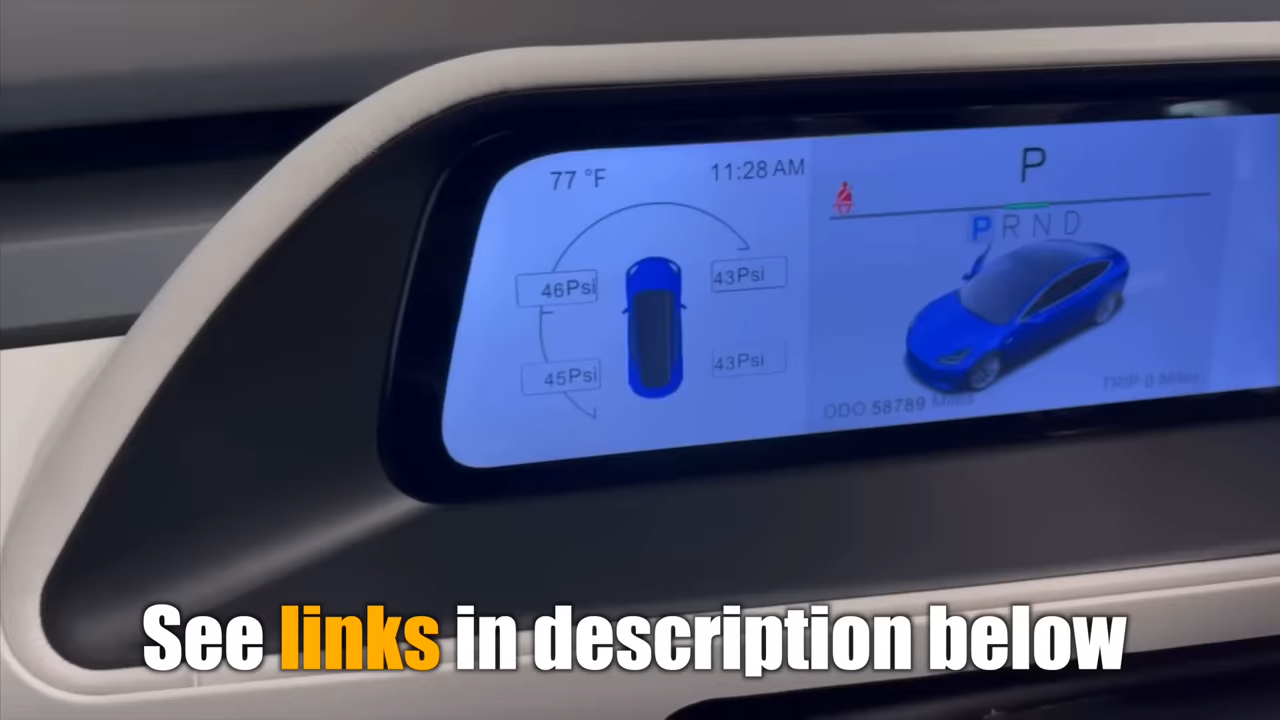 77 °F 11:28 AM
P
P R N D
46Psi 43Psi
45Psi 43Psi
ODO 58789 Miles TRIP 0 Miles
See links in description below